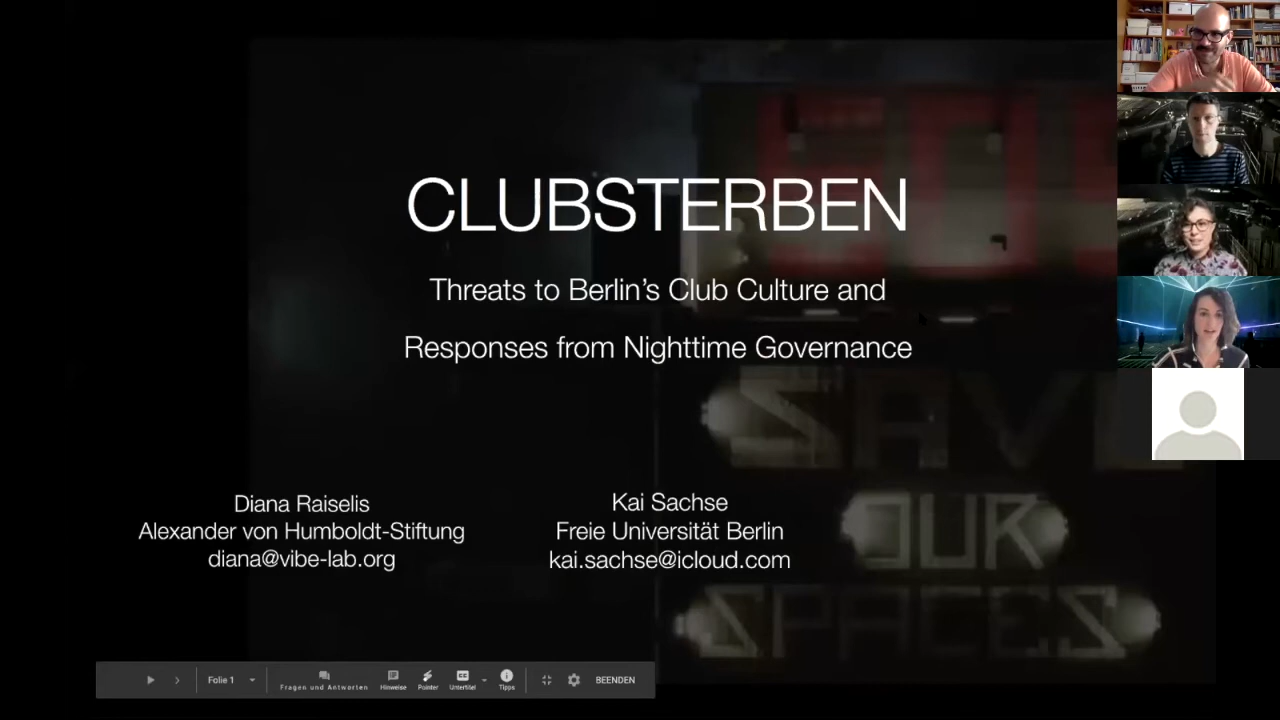 CLUBSTERBEN
Threats to Berlin's Club Culture and
Responses from Nighttime Governance
SAVE
OUR
SPACES
Diana Raiselis
Alexander von Humboldt-Stiftung
diana@vibe-lab.org
Kai Sachse
Freie Universität Berlin
kai.sachse@icloud.com
Folie 1
Fragen und Antworten
Hinweise
Pointer
Untertitel
Tipps
BEENDEN